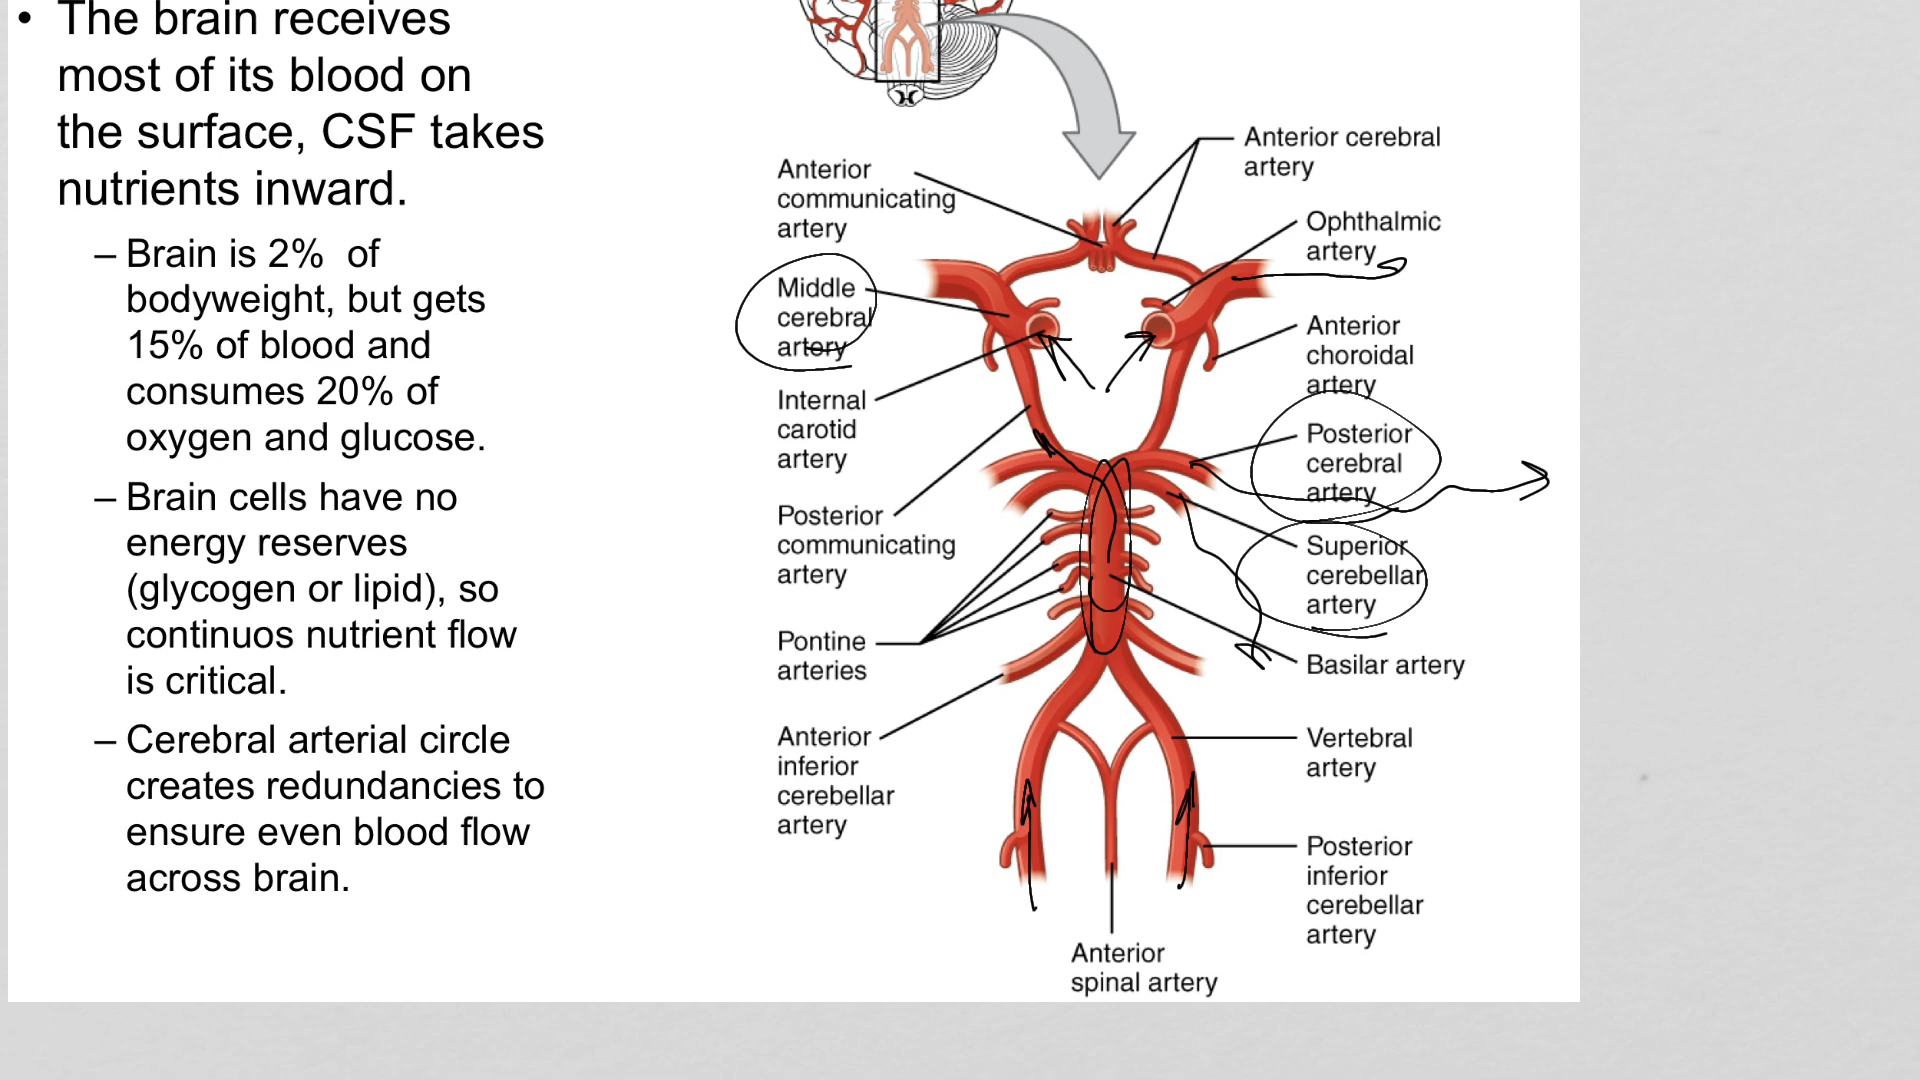 • The brain receives
most of its blood on
the surface, CSF takes
nutrients inward.
– Brain is 2%  of
bodyweight, but gets
15% of blood and
consumes 20% of
oxygen and glucose.
– Brain cells have no
energy reserves
(glycogen or lipid), so
continuos nutrient flow
is critical.
– Cerebral arterial circle
creates redundancies to
ensure even blood flow
across brain.
Anterior
communicating
artery
Middle
cerebral
artery
Internal
carotid
artery
Posterior
communicating
artery
Pontine
arteries
Anterior
inferior
cerebellar
artery
Anterior cerebral
artery
Ophthalmic
artery
Anterior
choroidal
artery
Posterior
cerebral
artery
Superior
cerebellar
artery
Basilar artery
Vertebral
artery
Posterior
inferior
cerebellar
artery
Anterior
spinal artery